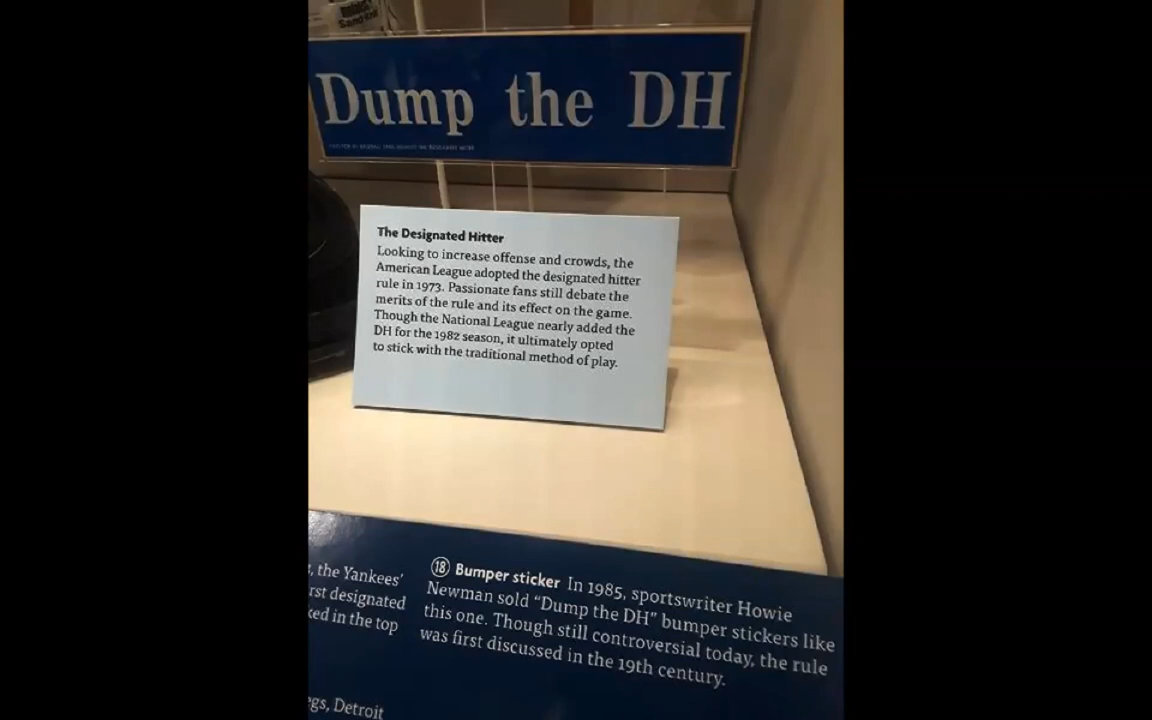 Sand Knit
Dump the DH
The Designated Hitter
Looking to increase offense and crowds, the
American League adopted the designated hitter
rule in 1973. Passionate fans still debate the
merits of the rule and its effect on the game.
Though the National League nearly added the
DH for the 1982 season, it ultimately opted
to stick with the traditional method of play.
, the Yankees'
rst designated
ked in the top
egs, Detroit
18 Bumper sticker In 1985, sportswriter Howie
Newman sold “Dump the DH” bumper stickers like
this one. Though still controversial today, the rule
was first discussed in the 19th century.